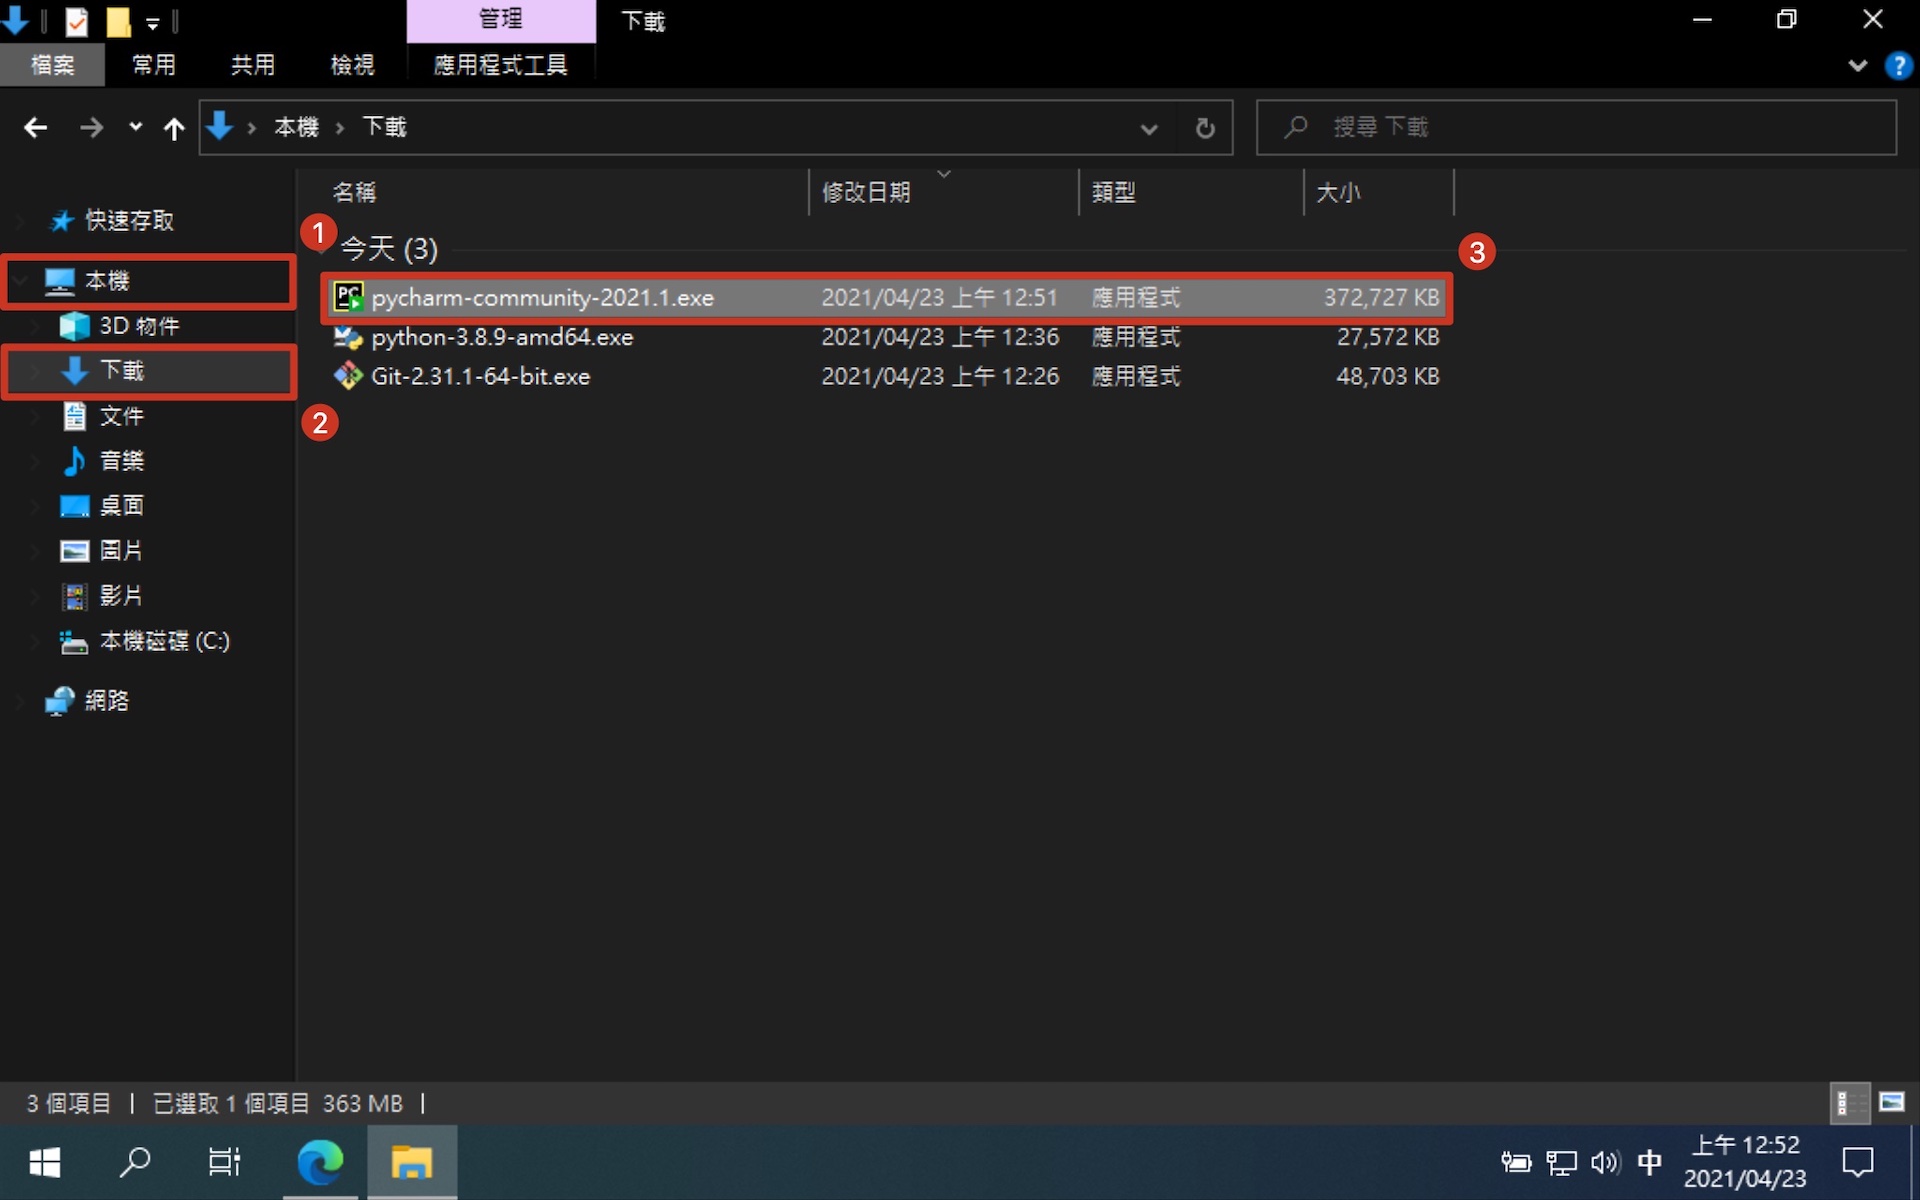 管理 下載
檔案 常用 共用 檢視 應用程式工具
本機 下載 搜尋 下載
名稱 修改日期 類型 大小
快速存取
本機
3D 物件
下載
文件
音樂
桌面
圖片
影片
本機磁碟 (C:)
網路
1 今天 (3) 3
PC pycharm-community-2021.1.exe 2021/04/23 上午 12:51 應用程式 372,727 KB
python-3.8.9-amd64.exe 2021/04/23 上午 12:36 應用程式 27,572 KB
Git-2.31.1-64-bit.exe 2021/04/23 上午 12:26 應用程式 48,703 KB
2
3 個項目 已選取 1 個項目 363 MB
中 上午 12:52
2021/04/23